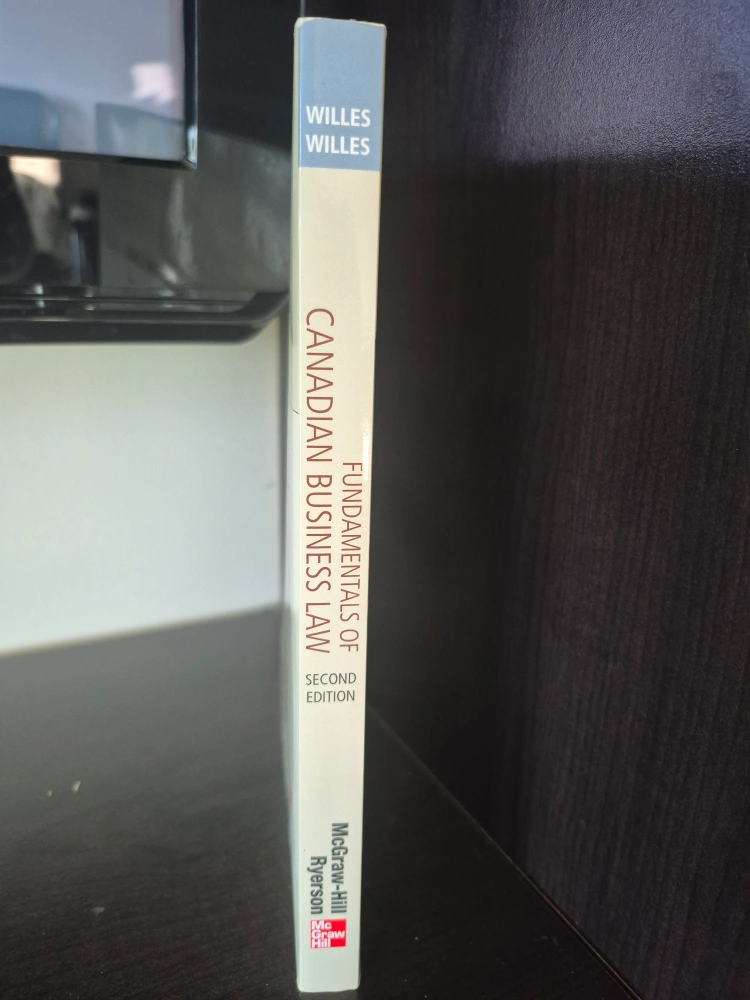 WILLES
WILLES
FUNDAMENTALS OF
CANADIAN BUSINESS LAW
SECOND
EDITION
McGraw-Hill
Ryerson
Mc
Graw
Hill